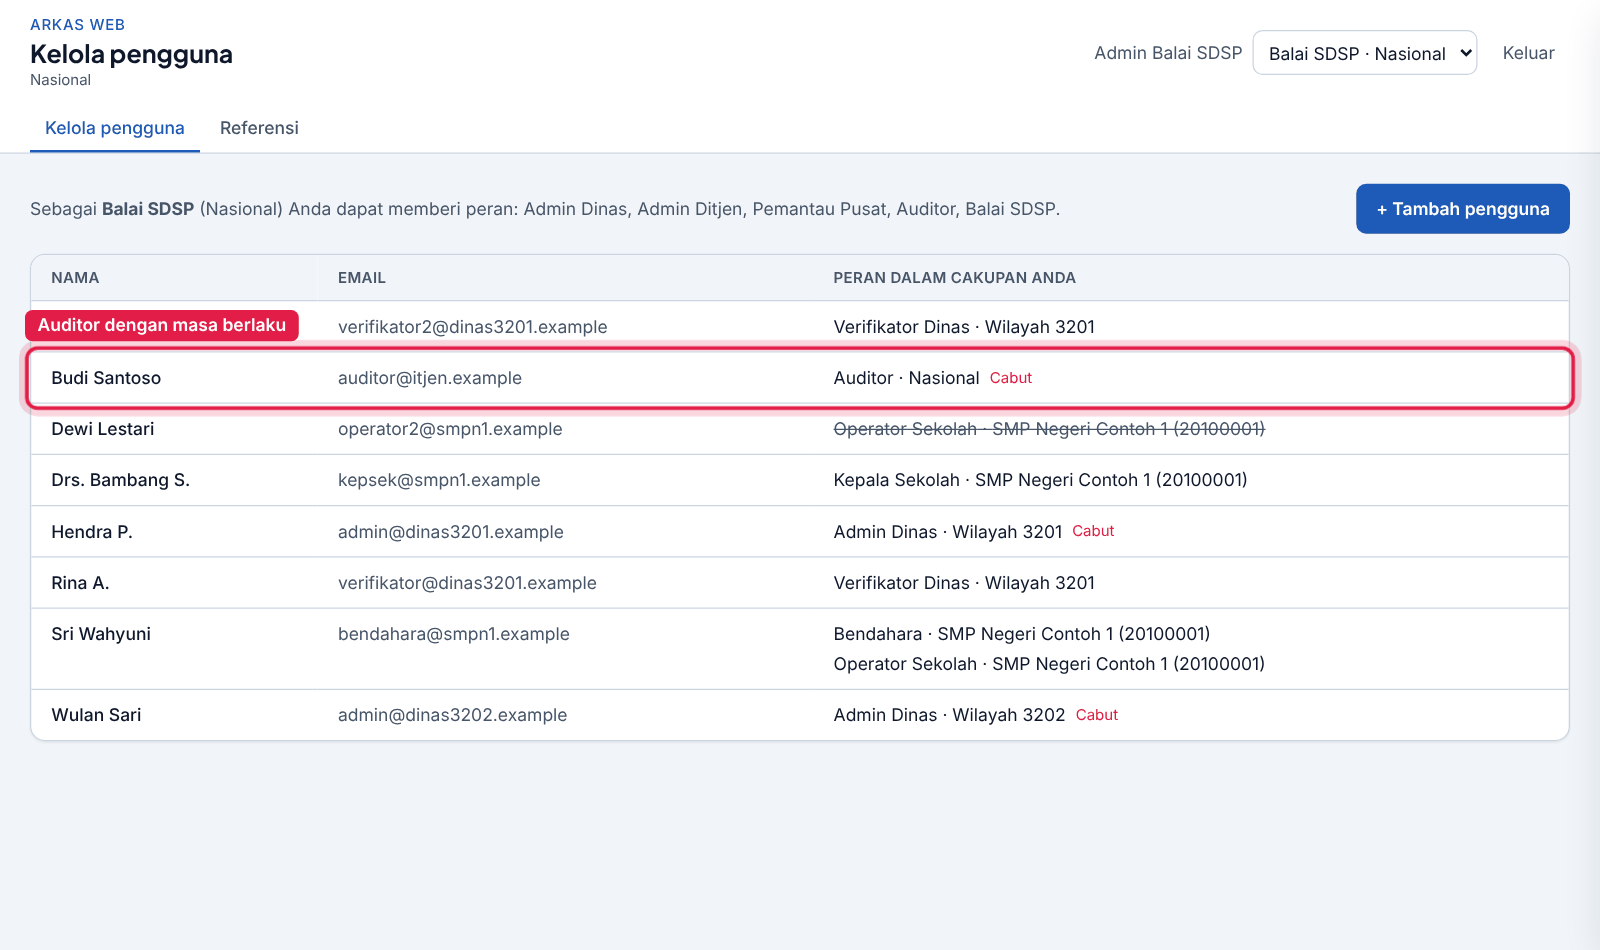 ARKAS WEB
Kelola pengguna
Nasional
Admin Balai SDSP
Balai SDSP · Nasional
Keluar
Kelola pengguna
Referensi
Sebagai Balai SDSP (Nasional) Anda dapat memberi peran: Admin Dinas, Admin Ditjen, Pemantau Pusat, Auditor, Balai SDSP.
+ Tambah pengguna
NAMA EMAIL PERAN DALAM CAKUPAN ANDA
Auditor dengan masa berlaku
verifikator2@dinas3201.example Verifikator Dinas · Wilayah 3201
Budi Santoso auditor@itjen.example Auditor · Nasional Cabut
Dewi Lestari operator2@smpn1.example Operator Sekolah · SMP Negeri Contoh 1 (20100001)
Drs. Bambang S. kepsek@smpn1.example Kepala Sekolah · SMP Negeri Contoh 1 (20100001)
Hendra P. admin@dinas3201.example Admin Dinas · Wilayah 3201 Cabut
Rina A. verifikator@dinas3201.example Verifikator Dinas · Wilayah 3201
Sri Wahyuni bendahara@smpn1.example Bendahara · SMP Negeri Contoh 1 (20100001)
Operator Sekolah · SMP Negeri Contoh 1 (20100001)
Wulan Sari admin@dinas3202.example Admin Dinas · Wilayah 3202 Cabut